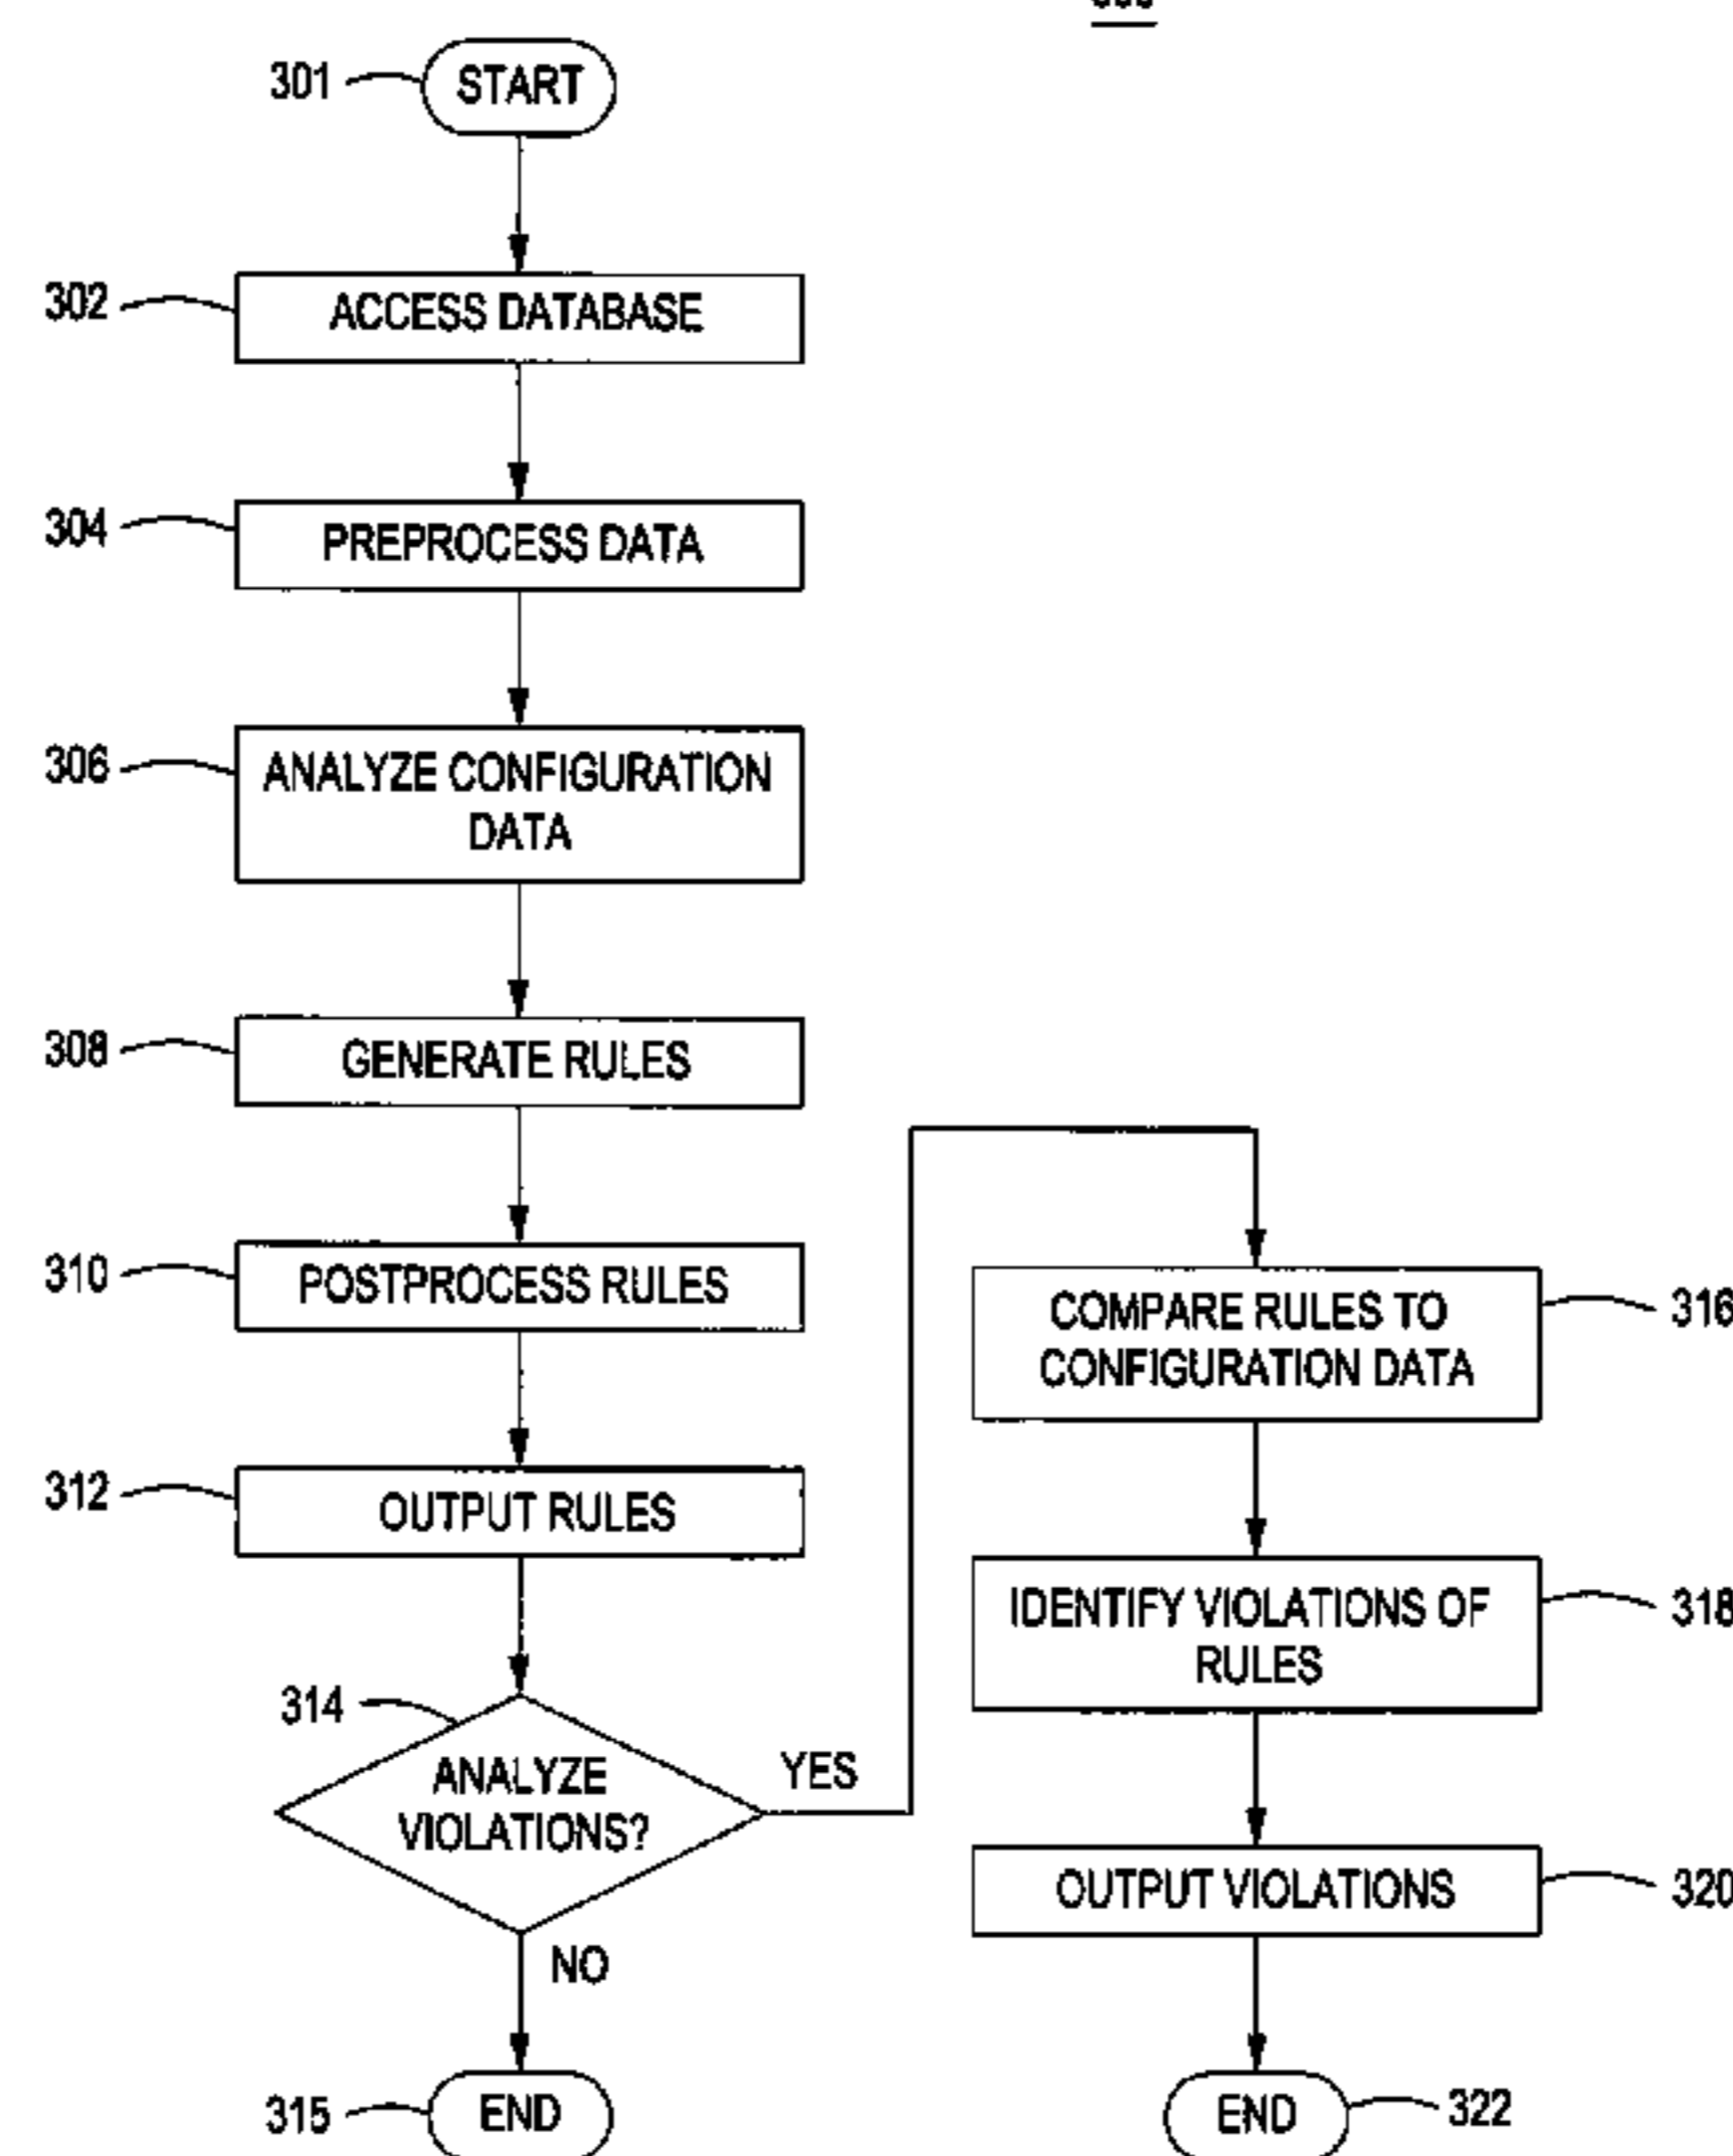 301
START
302
ACCESS DATABASE
304
PREPROCESS DATA
306
ANALYZE CONFIGURATION
DATA
308
GENERATE RULES
310
POSTPROCESS RULES
312
OUTPUT RULES
314
ANALYZE
VIOLATIONS?
YES
NO
315
END
COMPARE RULES TO
CONFIGURATION DATA
316
IDENTIFY VIOLATIONS OF
RULES
318
OUTPUT VIOLATIONS
320
END
322